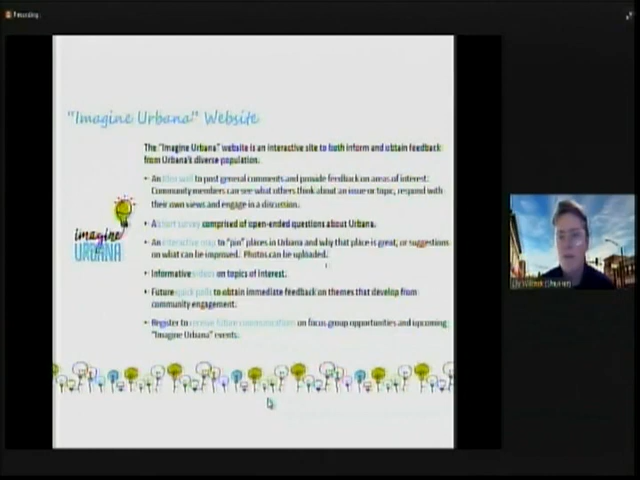 Recording
"Imagine Urbana" Website
The "Imagine Urbana" website is an interactive site to both inform and obtain feedback
from Urbana's diverse population.
• An idea wall to post general comments and provide feedback on areas of interest.
Community members can see what others think about an issue or topic, respond with
their own views and engage in a discussion.
• A short survey comprised of open-ended questions about Urbana.
imagine
URBANA
• An interactive map to "pin" places in Urbana and why that place is great, or suggestions
on what can be improved. Photos can be uploaded.
• Informative videos on topics of interest.
• Future quick polls to obtain immediate feedback on themes that develop from
community engagement.
• Register to receive future communications on focus group opportunities and upcoming
"Imagine Urbana" events.